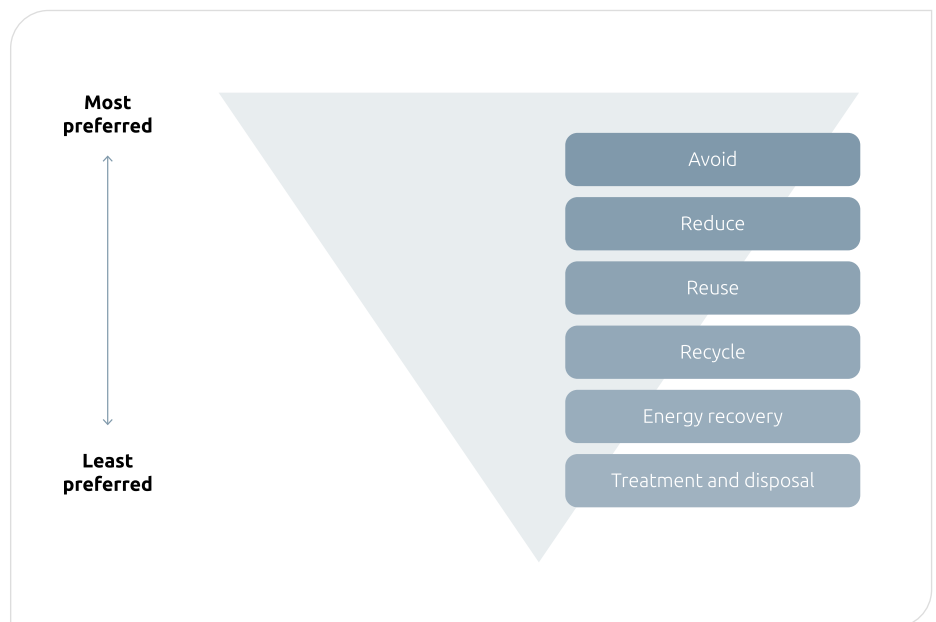 Most
preferred
Avoid
Reduce
Reuse
Recycle
Energy recovery
Least
preferred
Treatment and disposal